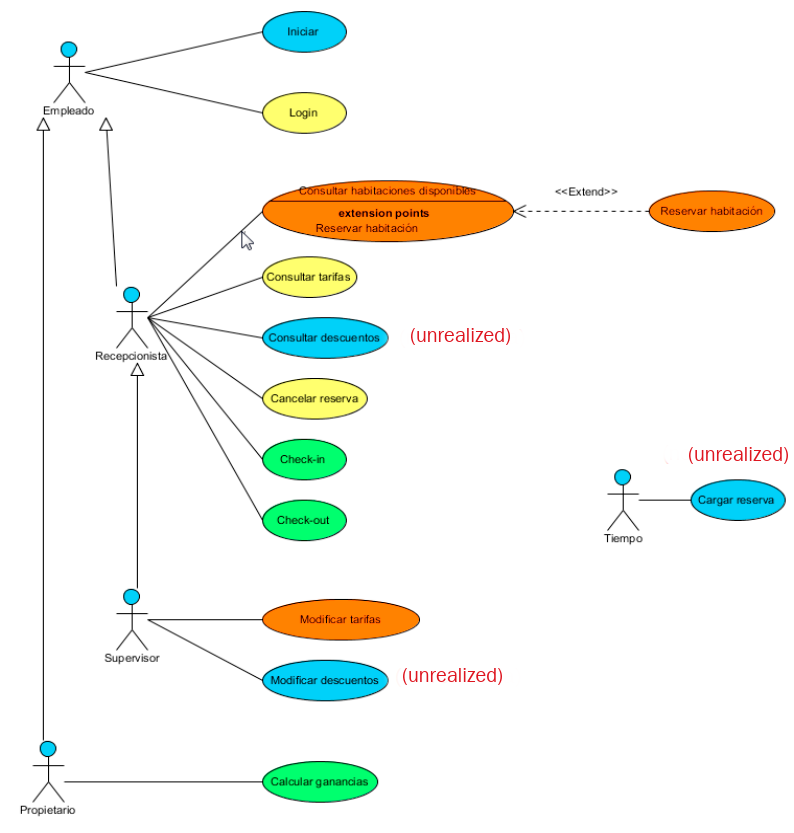 Iniciar
Empleado
Login
Consultar habitaciones disponibles
extension points
Reservar habitación
<<Extend>>
Reservar habitación
Consultar tarifas
Consultar descuentos
(unrealized)
Recepcionista
Cancelar reserva
Check-in
Check-out
(unrealized)
Cargar reserva
Tiempo
Modificar tarifas
Supervisor
Modificar descuentos
(unrealized)
Calcular ganancias
Propietario